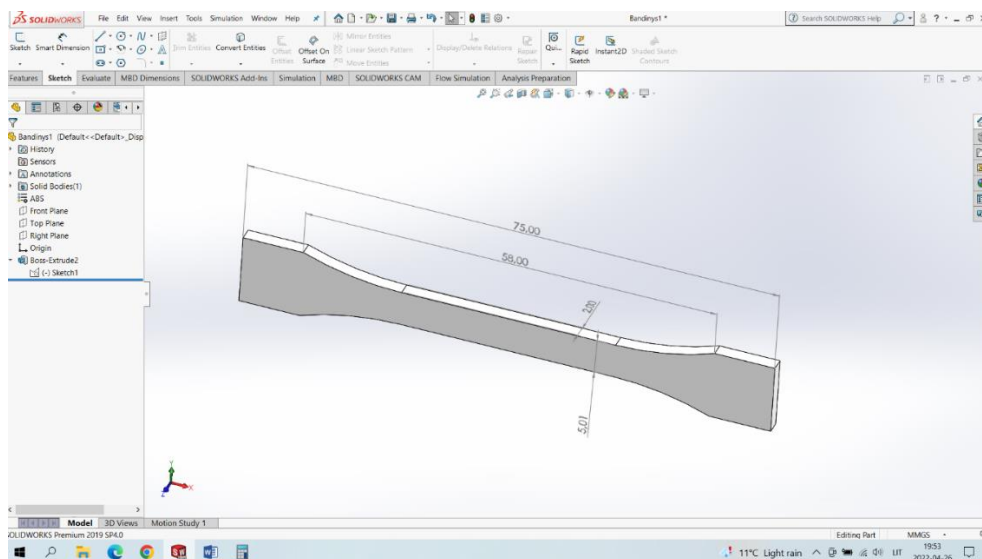 SOLIDWORKS File Edit View Insert Tools Simulation Window Help Bandinys1 * Search SOLIDWORKS Help
Sketch Smart Dimension Trim Entities Convert Entities Offset Entities Offset On Surface Mirror Entities Linear Sketch Pattern Move Entities Display/Delete Relations Repair Sketch Qui... Rapid Sketch Instant2D Shaded Sketch Contours
Features Sketch Evaluate MBD Dimensions SOLIDWORKS Add-Ins Simulation MBD SOLIDWORKS CAM Flow Simulation Analysis Preparation
Bandinys1 (Default<<Default>_Disp
History
Sensors
Annotations
Solid Bodies(1)
ABS
Front Plane
Top Plane
Right Plane
Origin
Boss-Extrude2
(-) Sketch1
75,00
58,00
2,00
5,01
Y
X
Z
Model 3D Views Motion Study 1
SOLIDWORKS Premium 2019 SP4.0 Editing Part MMGS
11°C Light rain LIT 19:53
2022-04-26